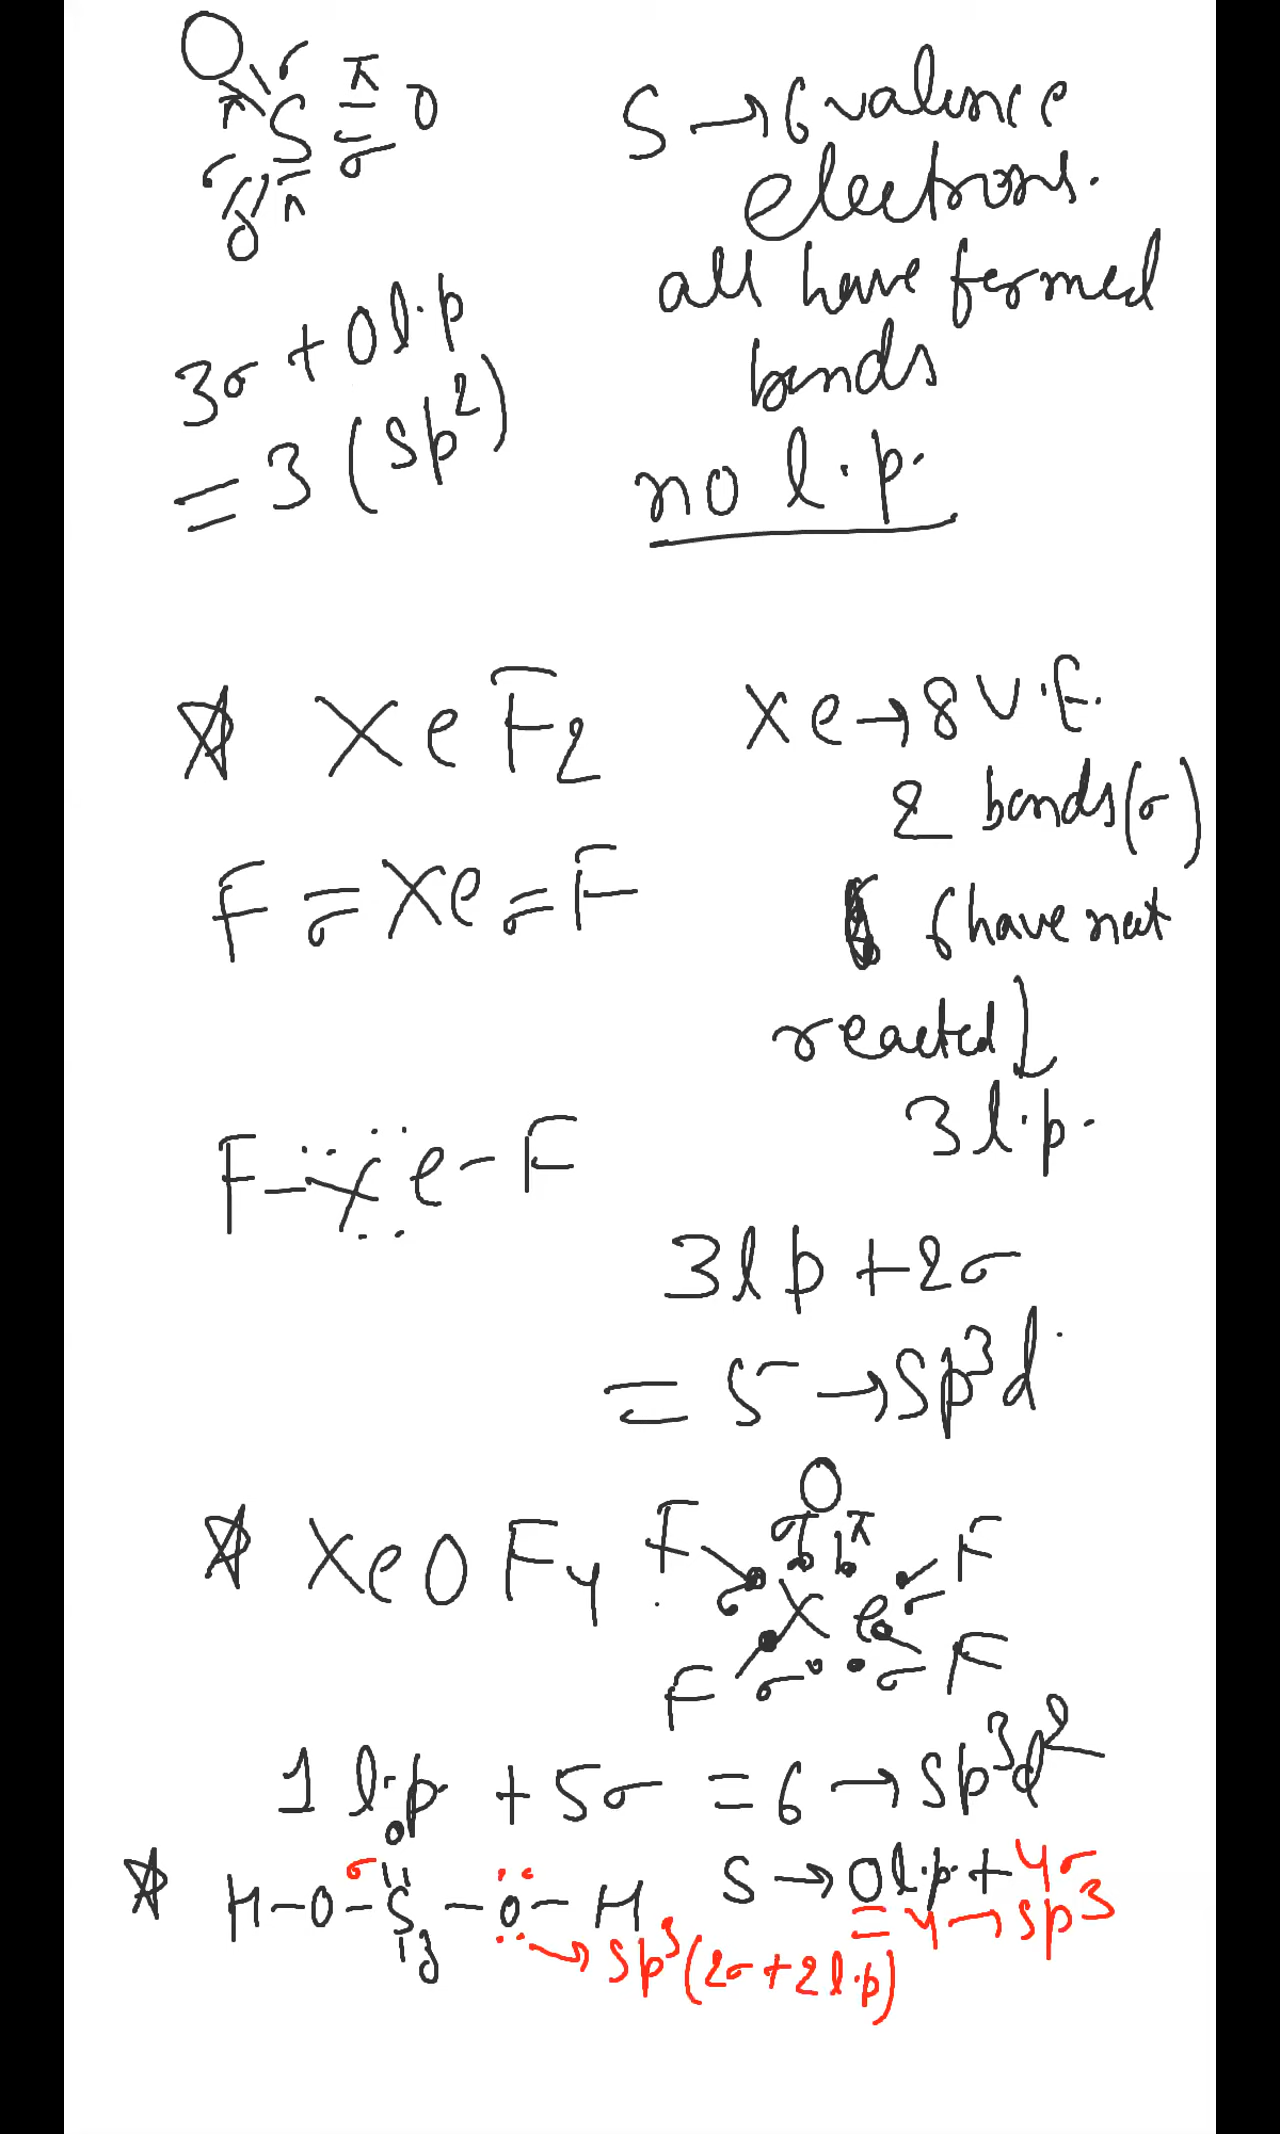 O
σ π
π S = O
σ σ
O π
S → 6 valence
electrons.
all have formed
bonds
no l.p.
3σ + 0 l.p
= 3 (sp²)
XeF₂
Xe → 8 V.E.
2 bonds(σ)
F – Xe – F
σ σ
6 have not
reacted
3 l.p.
F – Xe – F
3 l p + 2σ
= 5 → sp³d.
XeOF₄
O
F σ π F
σ Xe σ
F σ σ F
1 l.p + 5σ = 6 → sp³d²
O
H – O – S – O – H
σ
S → 0 l.p + 4σ
= 4 → sp³
→ sp³ (2σ + 2 l.p)